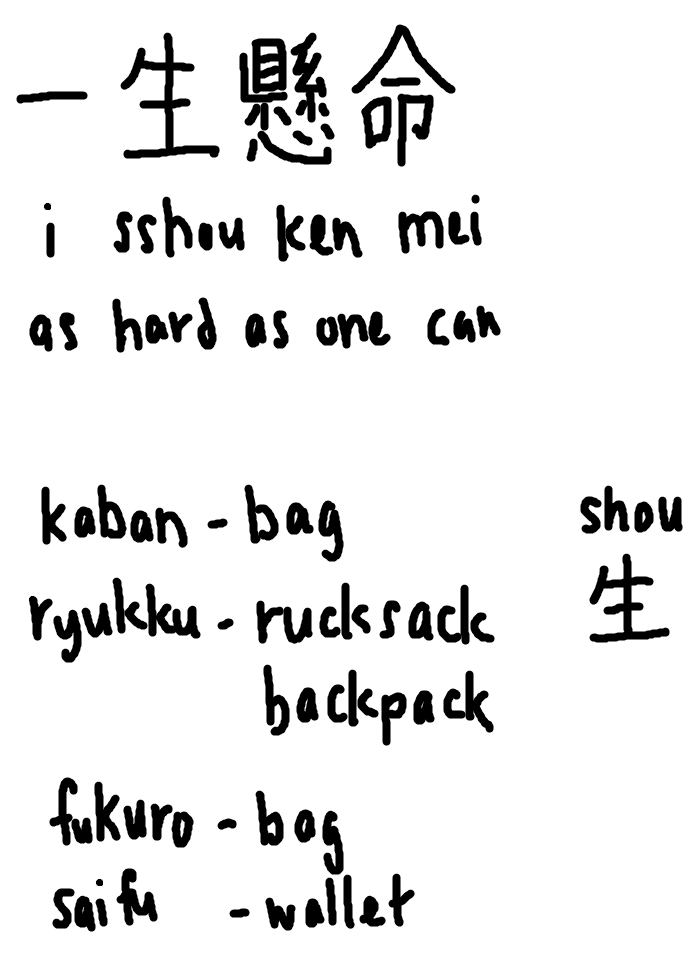 一生懸命
i sshou ken mei
as hard as one can
kaban - bag
shou
生
ryukku - rucksack
backpack
fukuro - bag
saifu - wallet